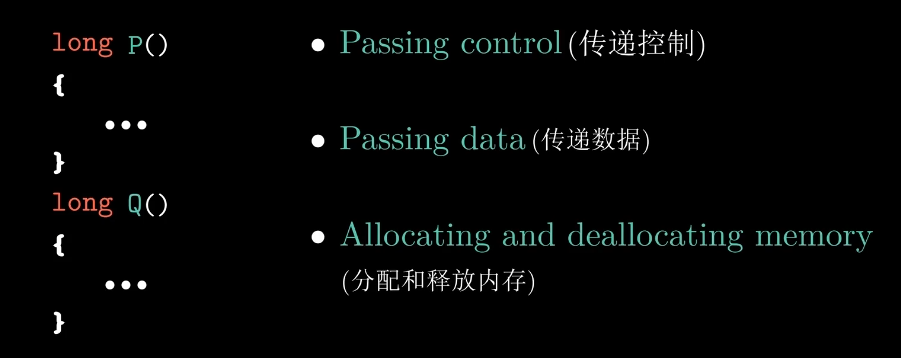 long P()
{
...
}
long Q()
{
...
}
• Passing control (传递控制)
• Passing data (传递数据)
• Allocating and deallocating memory
(分配和释放内存)